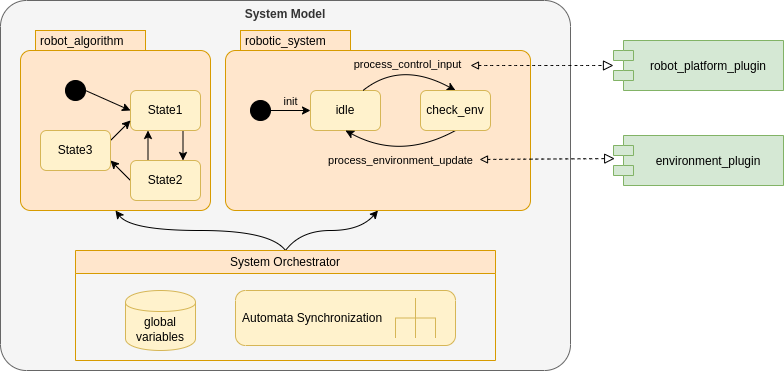 System Model
robot_algorithm
robotic_system
process_control_input
robot_platform_plugin
init
State1
idle
check_env
State3
State2
process_environment_update
environment_plugin
System Orchestrator
global
variables
Automata Synchronization